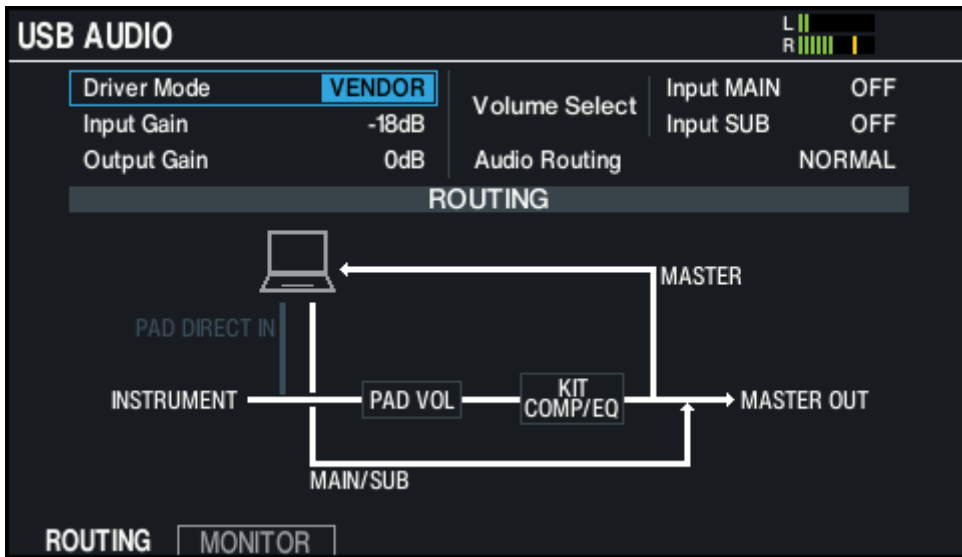 USB AUDIO
L
R
Driver Mode VENDOR
Input Gain -18dB
Output Gain 0dB
Volume Select
Input MAIN OFF
Input SUB OFF
Audio Routing NORMAL
ROUTING
MASTER
PAD DIRECT IN
INSTRUMENT
PAD VOL
KIT
COMP/EQ
MASTER OUT
MAIN/SUB
ROUTING MONITOR